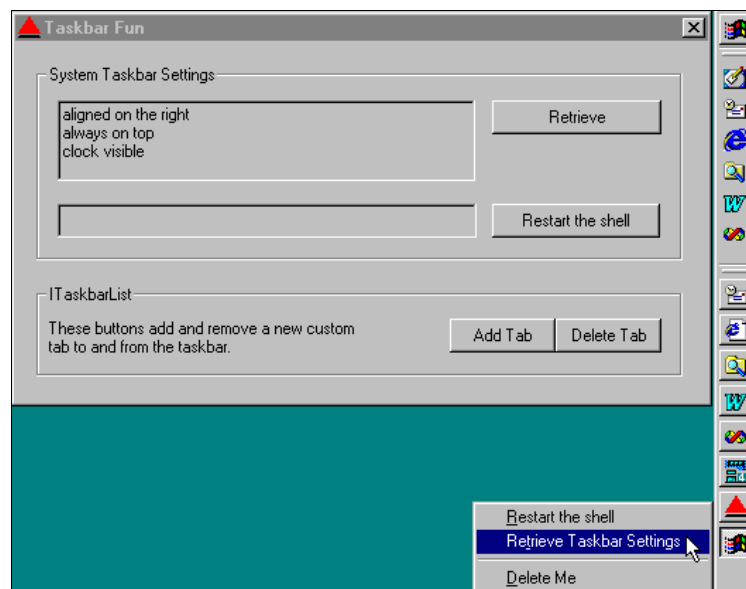 Taskbar Fun
System Taskbar Settings
aligned on the right
always on top
clock visible
Retrieve
Restart the shell
ITaskbarList
These buttons add and remove a new custom
tab to and from the taskbar.
Add Tab
Delete Tab
Restart the shell
Retrieve Taskbar Settings
Delete Me